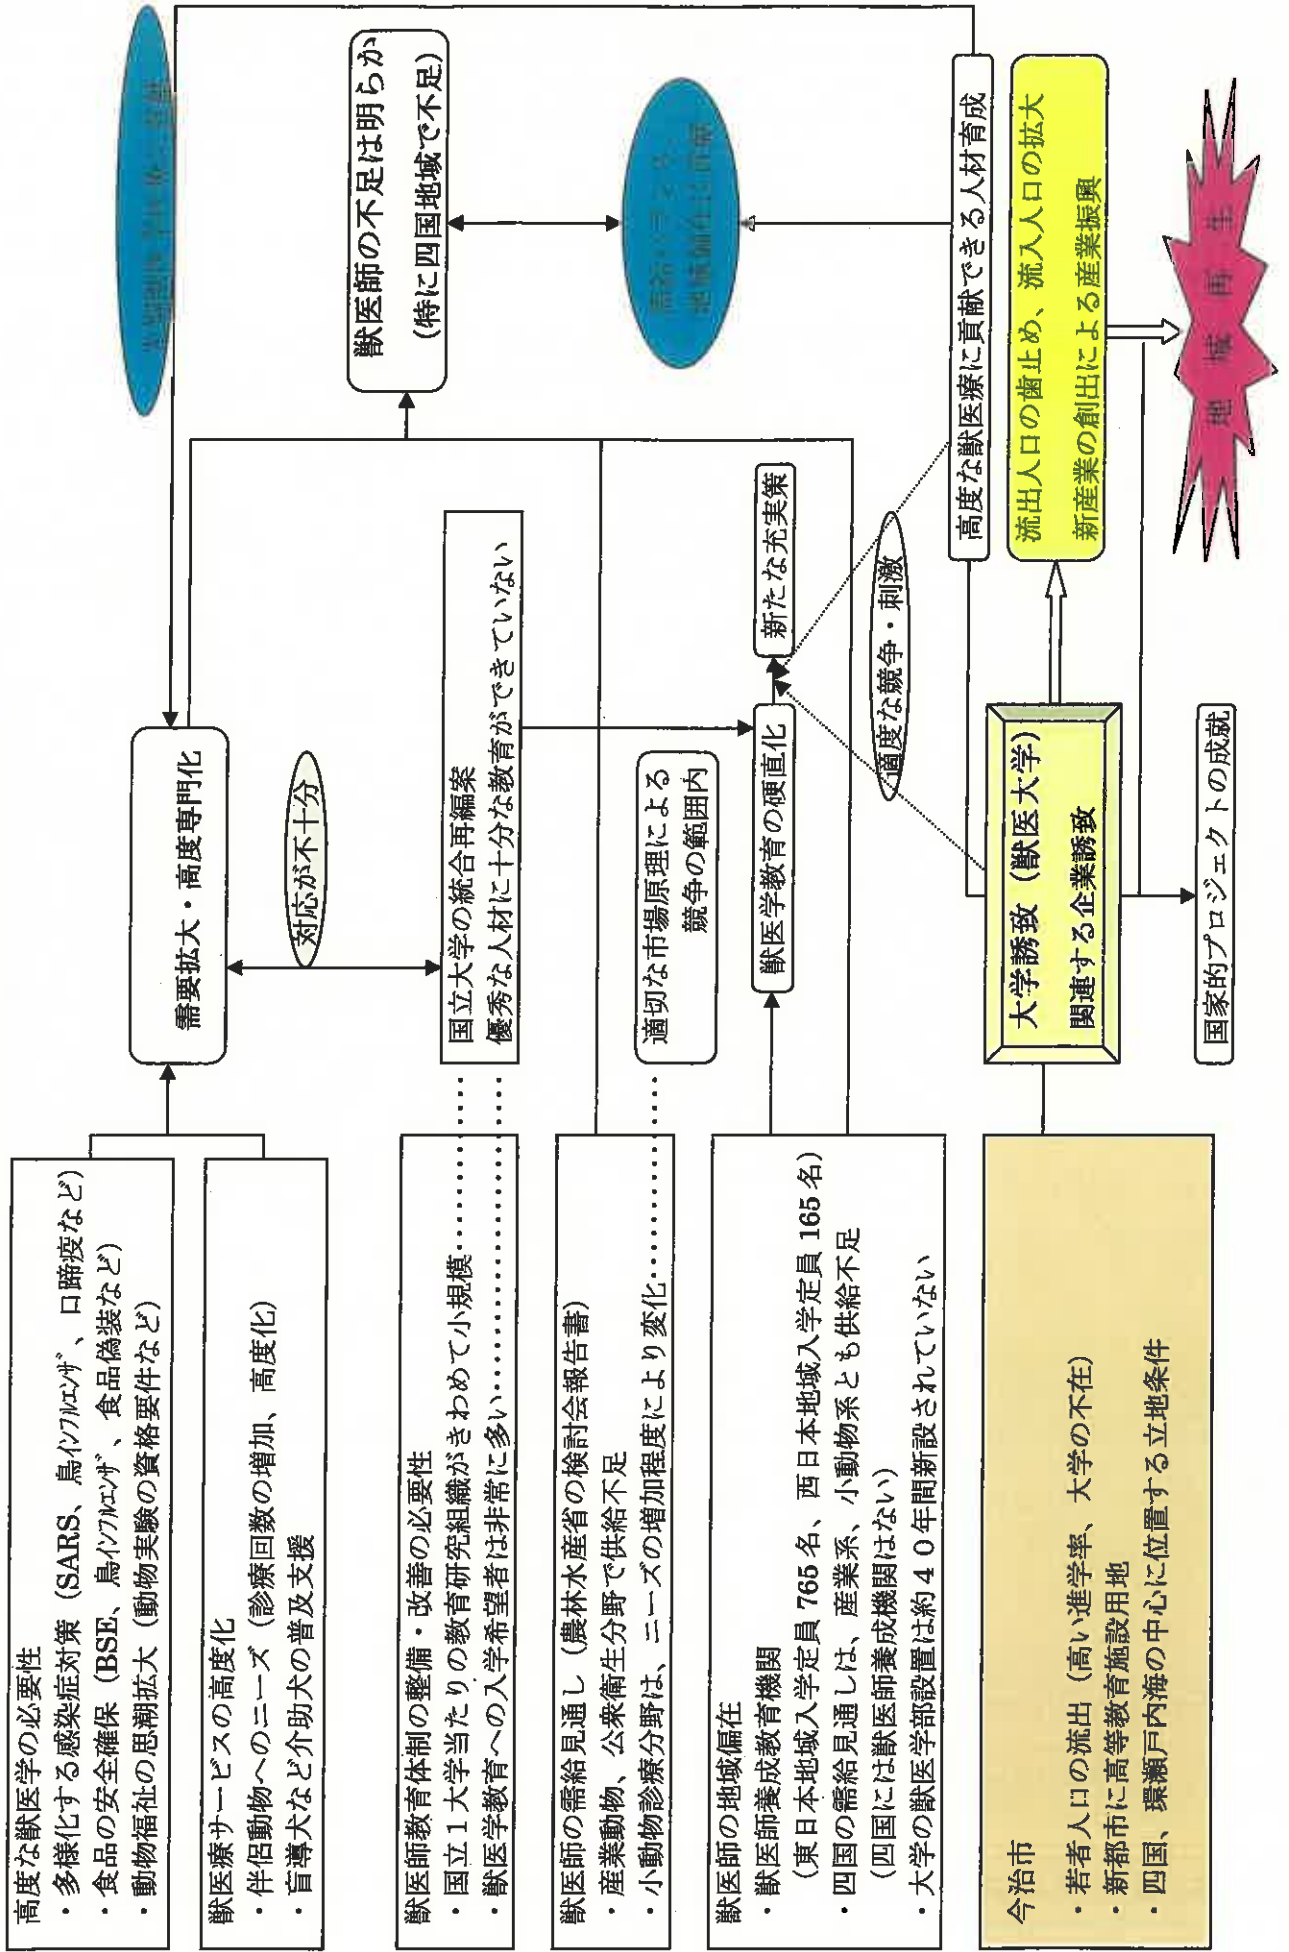 高度な獣医学の必要性
・多様化する感染症対策（SARS、鳥ｲﾝﾌﾙｴﾝｻﾞ、口蹄疫など）
・食品の安全確保（BSE、鳥ｲﾝﾌﾙｴﾝｻﾞ、食品偽装など）
・動物福祉の思潮拡大（動物実験の資格要件など）
獣医療サービスの高度化
・伴侶動物へのニーズ（診療回数の増加、高度化）
・盲導犬など介助犬の普及支援
獣医師教育体制の整備・改善の必要性
・国立１大学当たりの教育研究組織がきわめて小規模
・獣医学教育への入学希望者は非常に多い
獣医師の需給見通し（農林水産省の検討会報告書）
・産業動物、公衆衛生分野で供給不足
・小動物診療分野は、ニーズの増加程度により変化
獣医師の地域偏在
・獣医師養成教育機関
（東日本地域入学定員 765 名、西日本地域入学定員 165 名）
・四国の需給見通しは、産業系、小動物系とも供給不足
（四国には獣医師養成機関はない）
・大学の獣医学部設置は約４０年間新設されていない
今治市
・若者人口の流出（高い進学率、大学の不在）
・新都市に高等教育施設用地
・四国、環瀬戸内海の中心に位置する立地条件
需要拡大・高度専門化
対応が不十分
国立大学の統合再編案
優秀な人材に十分な教育ができていない
適切な市場原理による
競争の範囲内
獣医学教育の硬直化
新たな充実策
適度な競争・刺激
大学誘致（獣医大学）
関連する企業誘致
国家的プロジェクトの成就
獣医師の不足は明らか
（特に四国地域で不足）
高度な獣医療に貢献できる人材育成
流出人口の歯止め、流入人口の拡大
新産業の創出による産業振興
地域再生